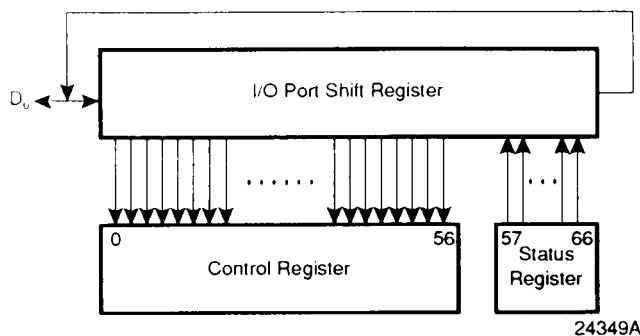 I/O Port Shift Register
D₀
0
56
Control Register
57
66
Status
Register
24349A